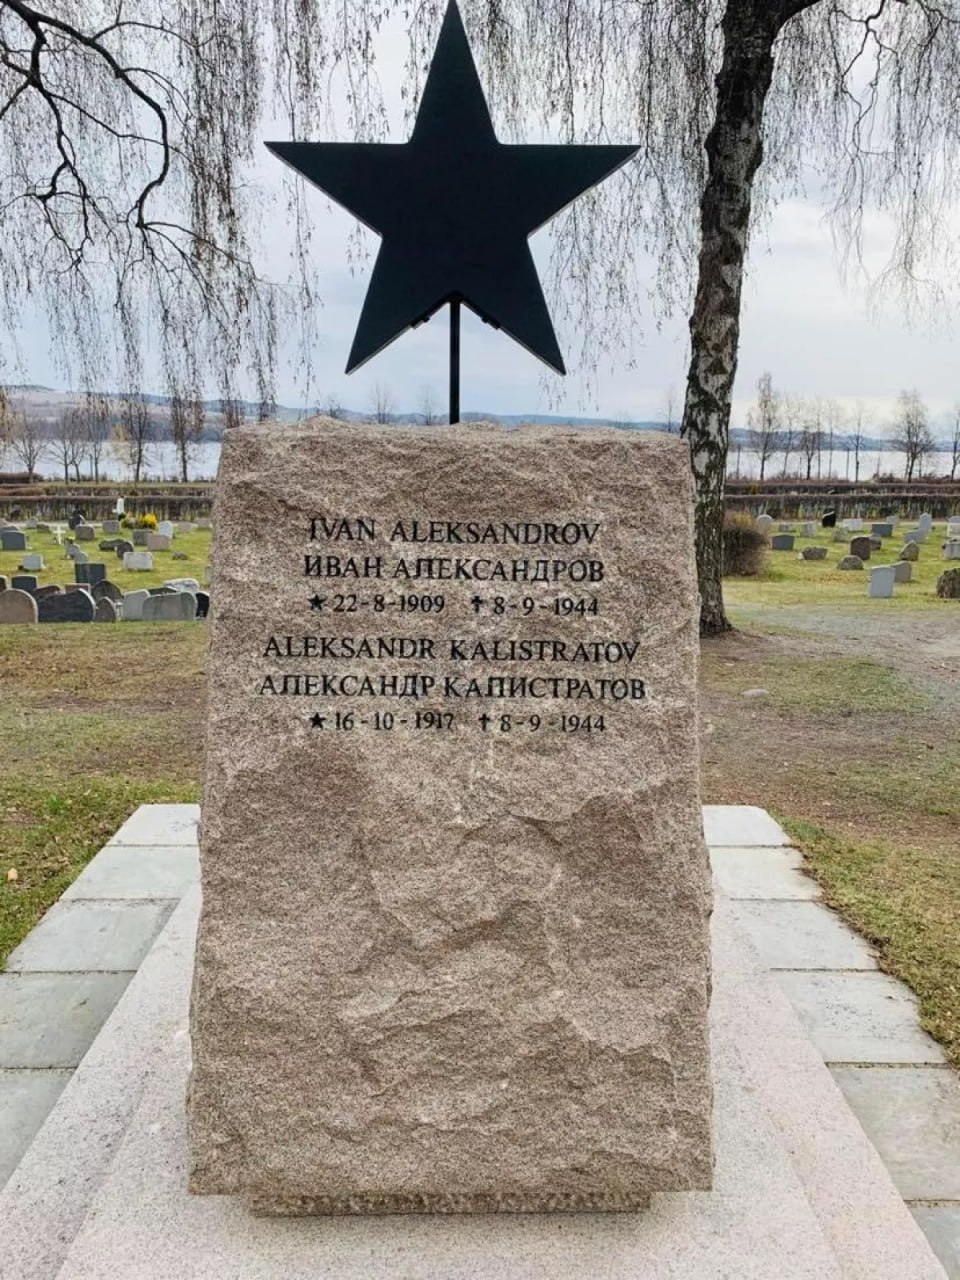 IVAN ALEKSANDROV
ИВАН АЛЕКСАНДРОВ
★ 22-8-1909 ✝ 8-9-1944
ALEKSANDR KALISTRATOV
АЛЕКСАНДР КАЛИСТРАТОВ
★ 16-10-1917 ✝ 8-9-1944